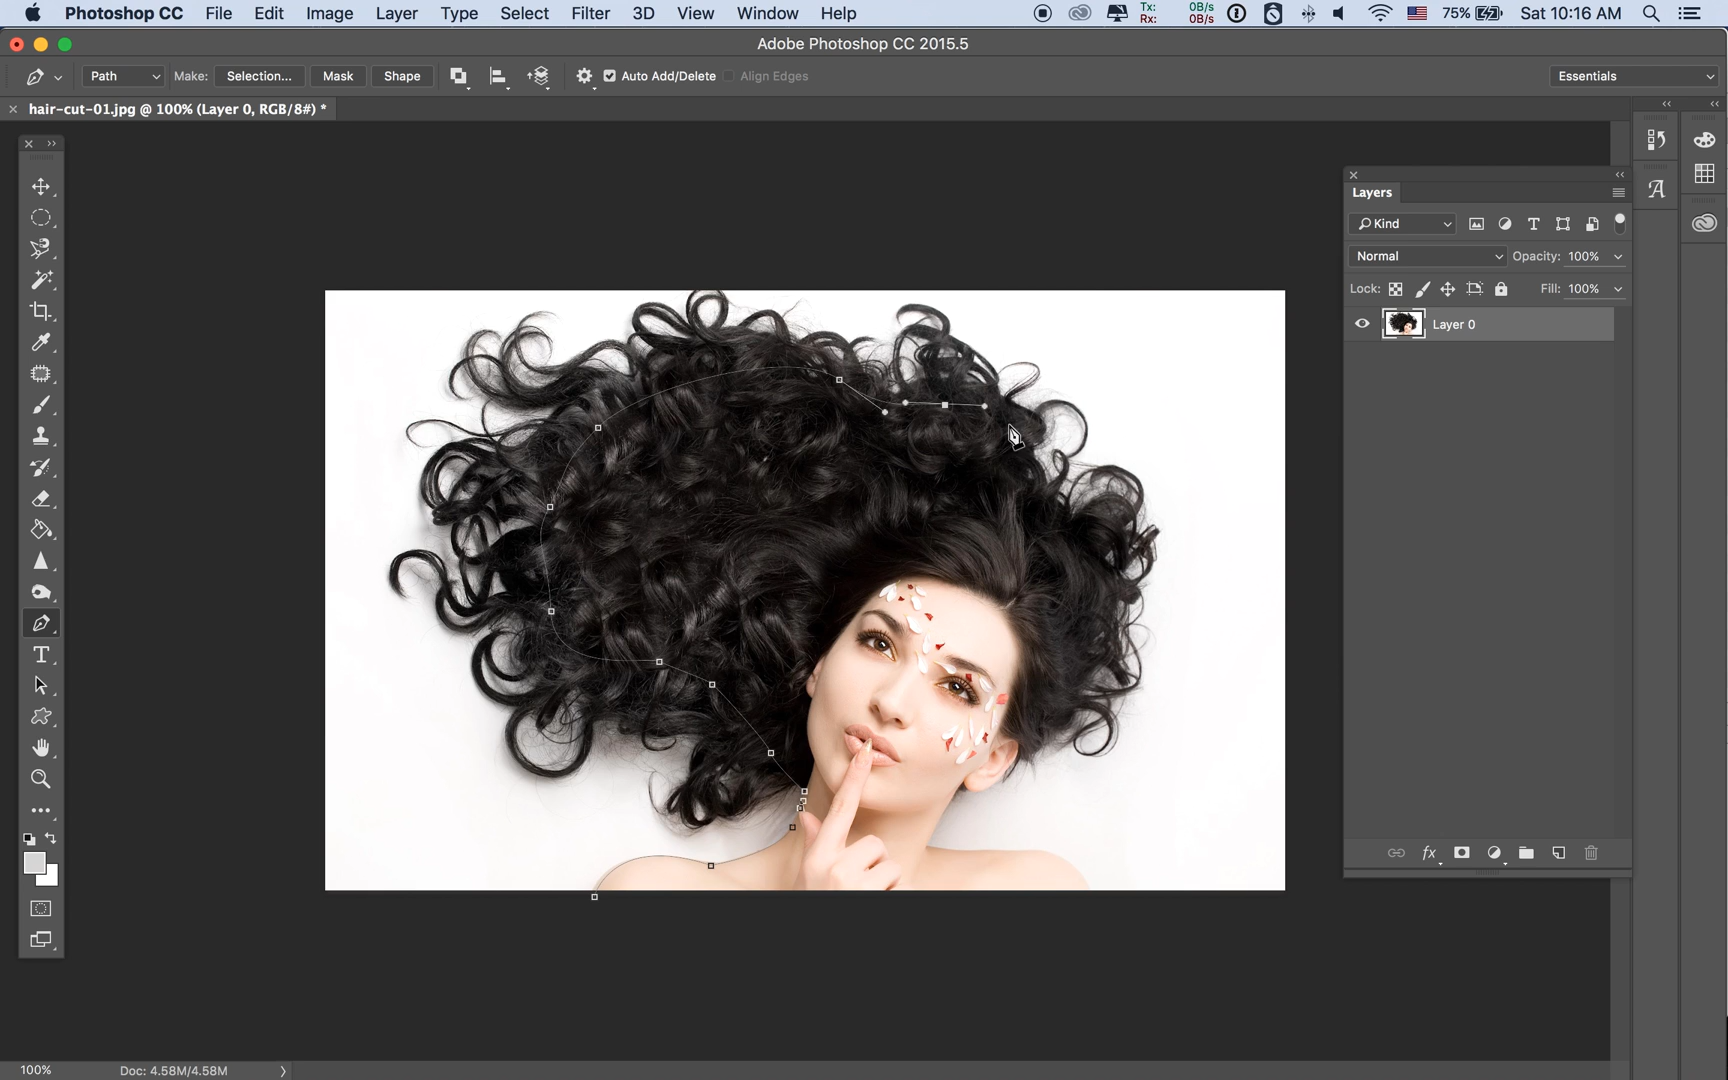 Photoshop CC File Edit Image Layer Type Select Filter 3D View Window Help Tx: 0B/s Rx: 0B/s 75% Sat 10:16 AM
Adobe Photoshop CC 2015.5
Path Make: Selection... Mask Shape Auto Add/Delete Align Edges Essentials
hair-cut-01.jpg @ 100% (Layer 0, RGB/8#) *
Layers
Kind
Normal Opacity: 100%
Lock: Fill: 100%
Layer 0
100% Doc: 4.58M/4.58M